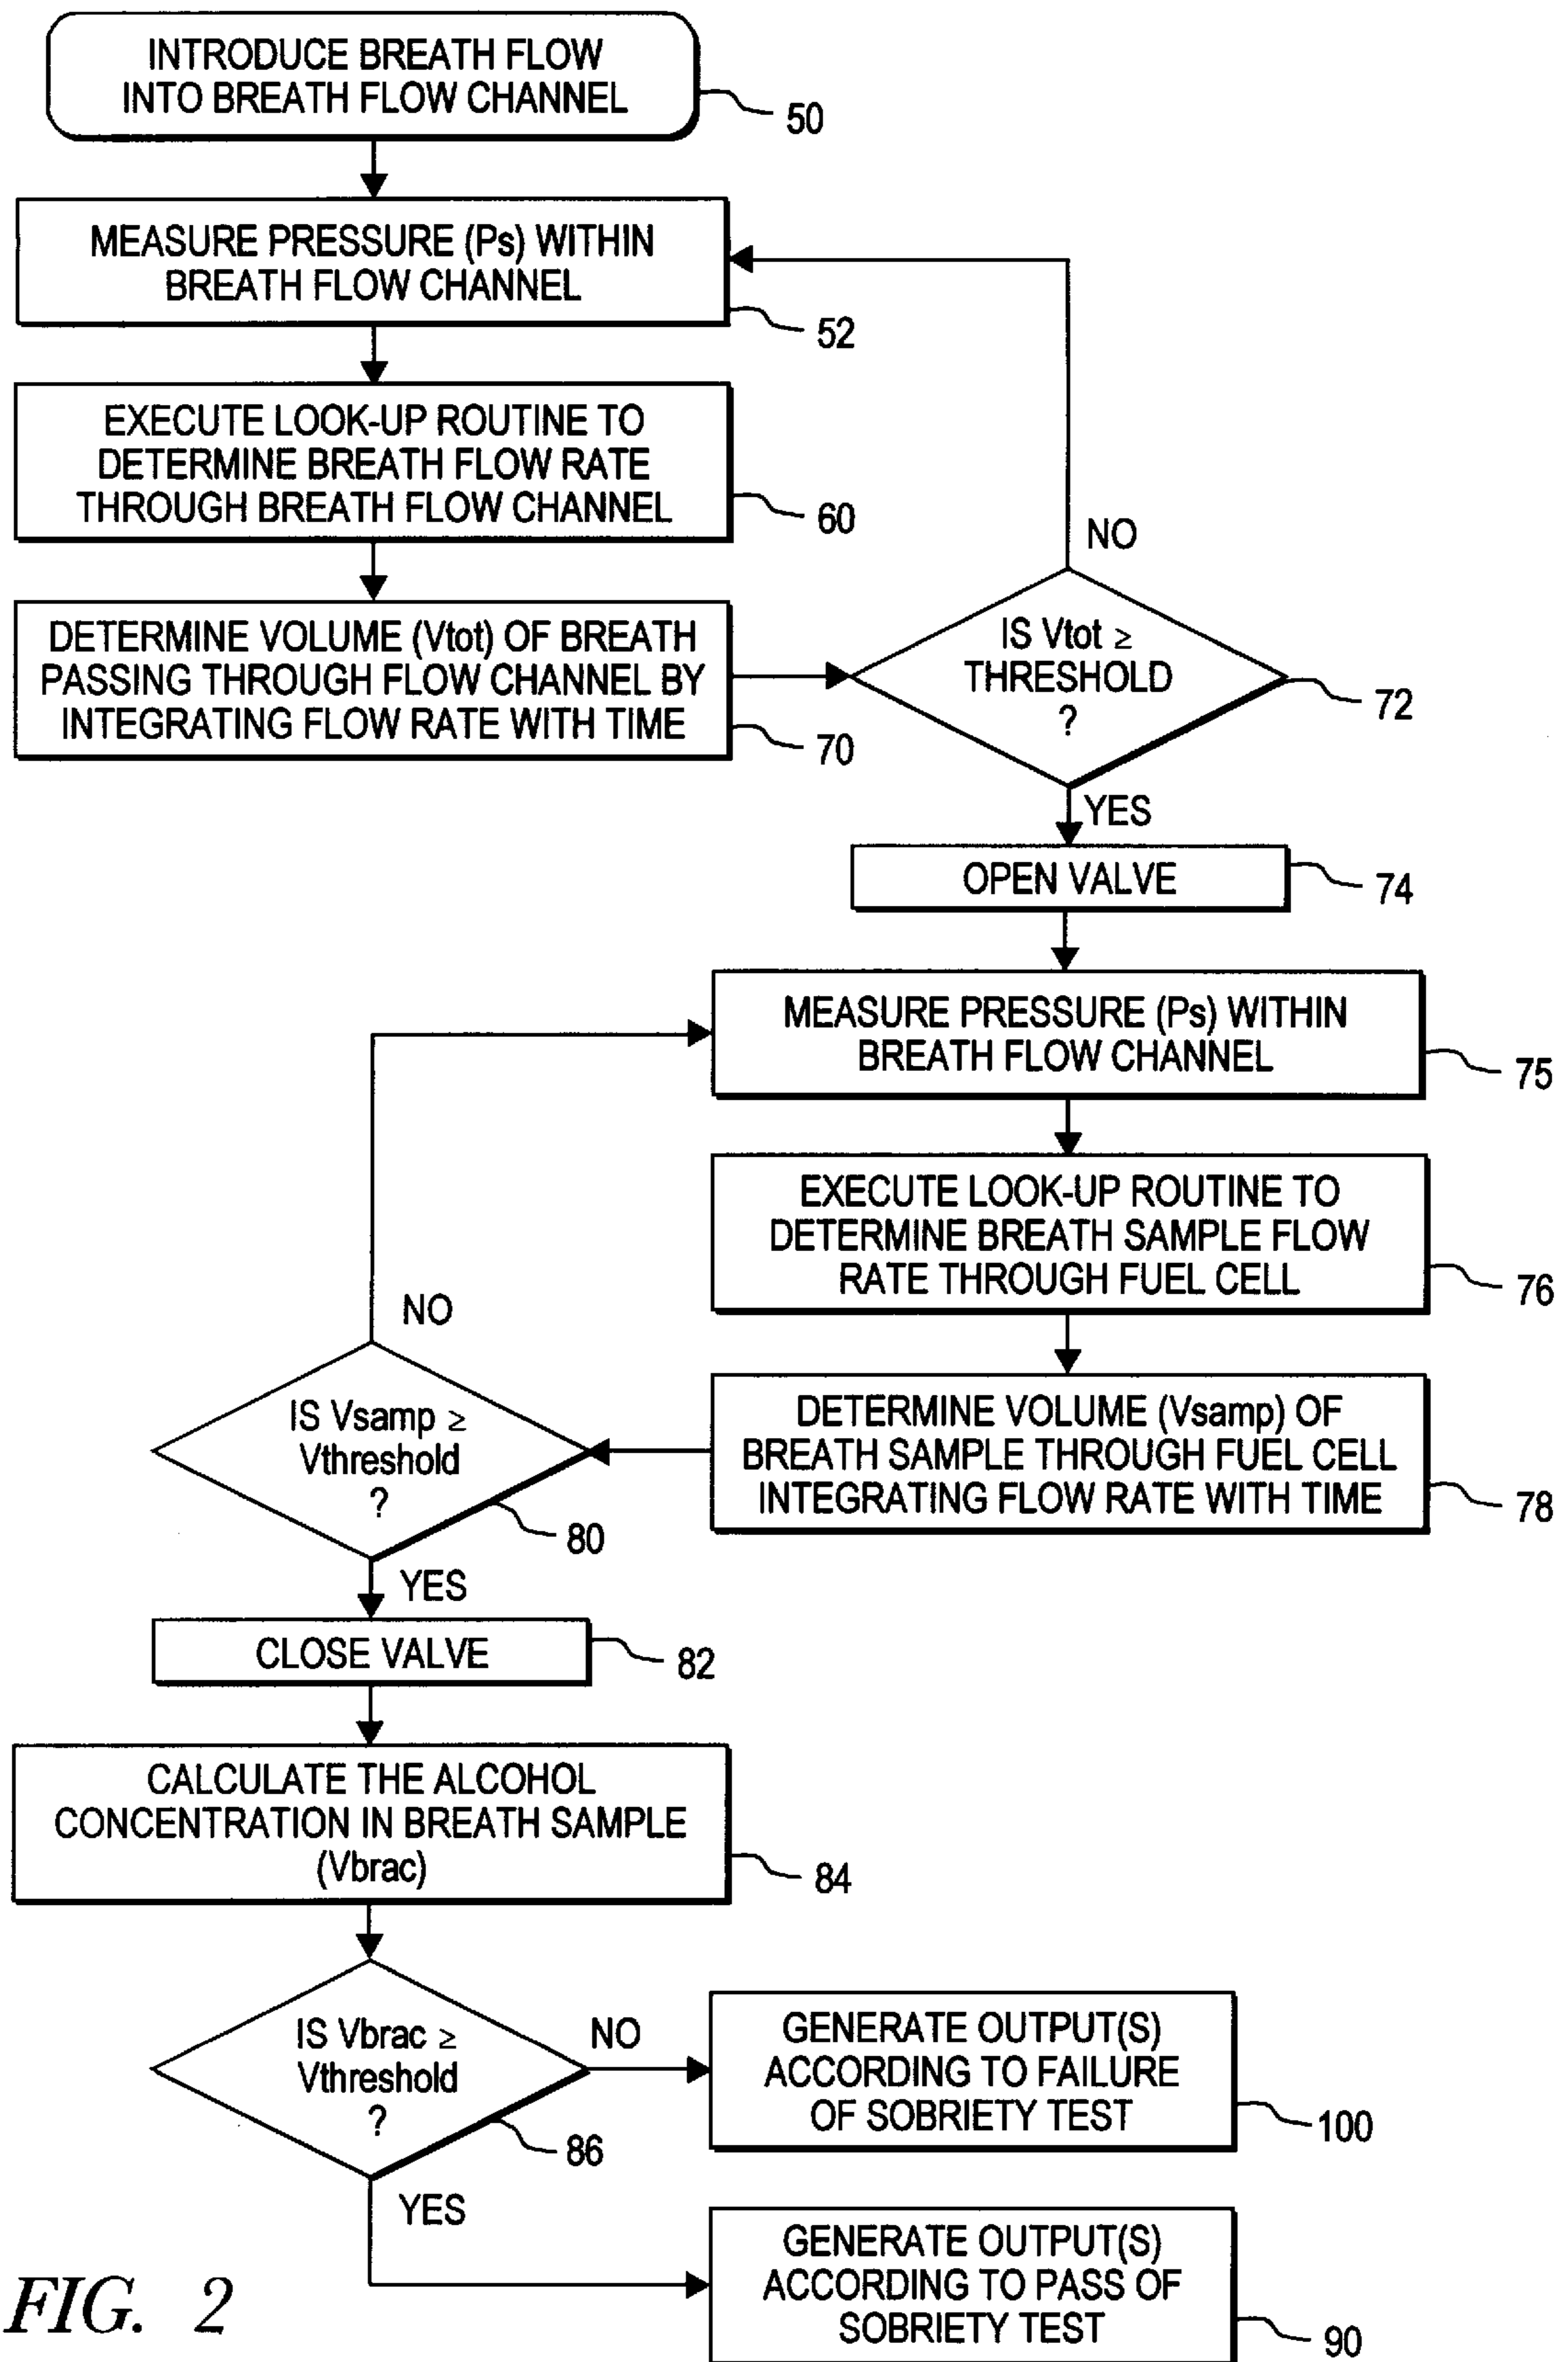 INTRODUCE BREATH FLOW
INTO BREATH FLOW CHANNEL
50
MEASURE PRESSURE (Ps) WITHIN
BREATH FLOW CHANNEL
52
EXECUTE LOOK-UP ROUTINE TO
DETERMINE BREATH FLOW RATE
THROUGH BREATH FLOW CHANNEL
60
DETERMINE VOLUME (Vtot) OF BREATH
PASSING THROUGH FLOW CHANNEL BY
INTEGRATING FLOW RATE WITH TIME
70
NO
IS Vtot ≥
THRESHOLD
?
72
YES
OPEN VALVE
74
MEASURE PRESSURE (Ps) WITHIN
BREATH FLOW CHANNEL
75
EXECUTE LOOK-UP ROUTINE TO
DETERMINE BREATH SAMPLE FLOW
RATE THROUGH FUEL CELL
76
DETERMINE VOLUME (Vsamp) OF
BREATH SAMPLE THROUGH FUEL CELL
INTEGRATING FLOW RATE WITH TIME
78
NO
IS Vsamp ≥
Vthreshold
?
80
YES
CLOSE VALVE
82
CALCULATE THE ALCOHOL
CONCENTRATION IN BREATH SAMPLE
(Vbrac)
84
IS Vbrac ≥
Vthreshold
?
86
NO
GENERATE OUTPUT(S)
ACCORDING TO FAILURE
OF SOBRIETY TEST
100
YES
GENERATE OUTPUT(S)
ACCORDING TO PASS OF
SOBRIETY TEST
90
FIG. 2